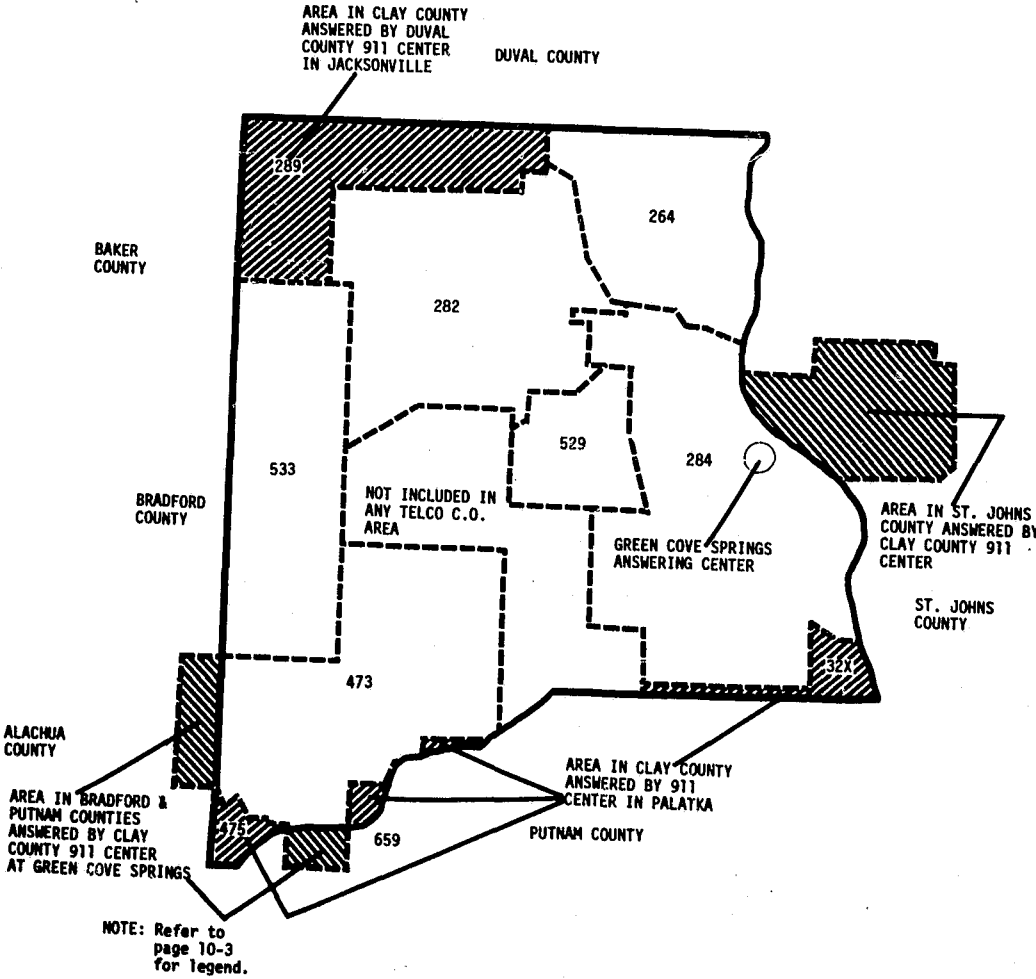 AREA IN CLAY COUNTY
ANSWERED BY DUVAL
COUNTY 911 CENTER
IN JACKSONVILLE
DUVAL COUNTY
289
264
BAKER
COUNTY
282
529
284
533
NOT INCLUDED IN
ANY TELCO C.O.
AREA
BRADFORD
COUNTY
GREEN COVE SPRINGS
ANSWERING CENTER
AREA IN ST. JOHNS
COUNTY ANSWERED BY
CLAY COUNTY 911
CENTER
ST. JOHNS
COUNTY
32X
473
ALACHUA
COUNTY
AREA IN BRADFORD &
PUTNAM COUNTIES
ANSWERED BY CLAY
COUNTY 911 CENTER
AT GREEN COVE SPRINGS
475
659
AREA IN CLAY COUNTY
ANSWERED BY 911
CENTER IN PALATKA
PUTNAM COUNTY
NOTE: Refer to
page 10-3
for legend.